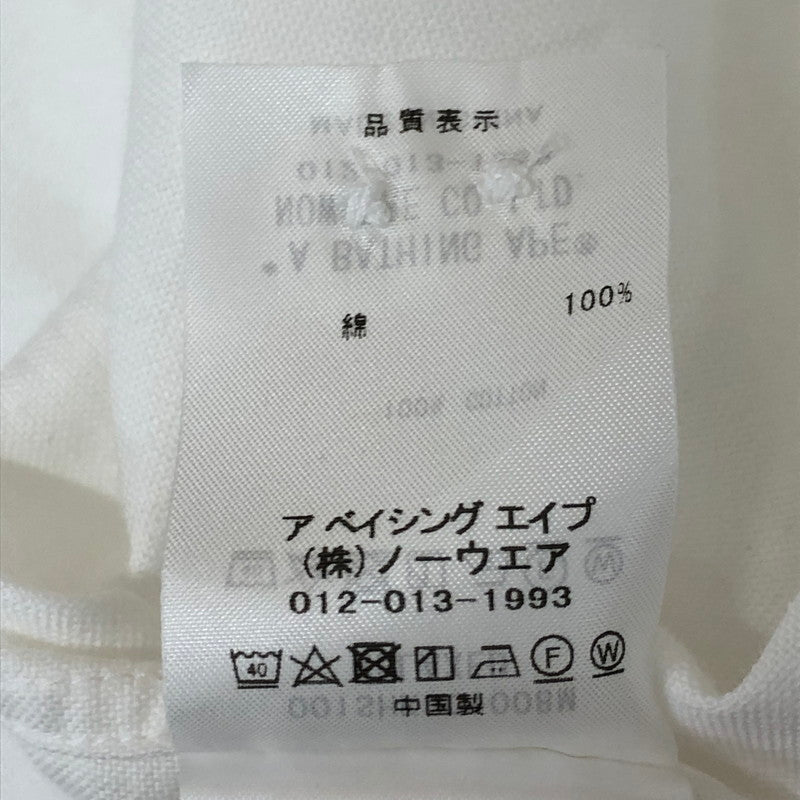 品質表示
綿 100%
ア ベイシング エイプ
(株)ノーウエア
012-013-1993
40 F W
中国製